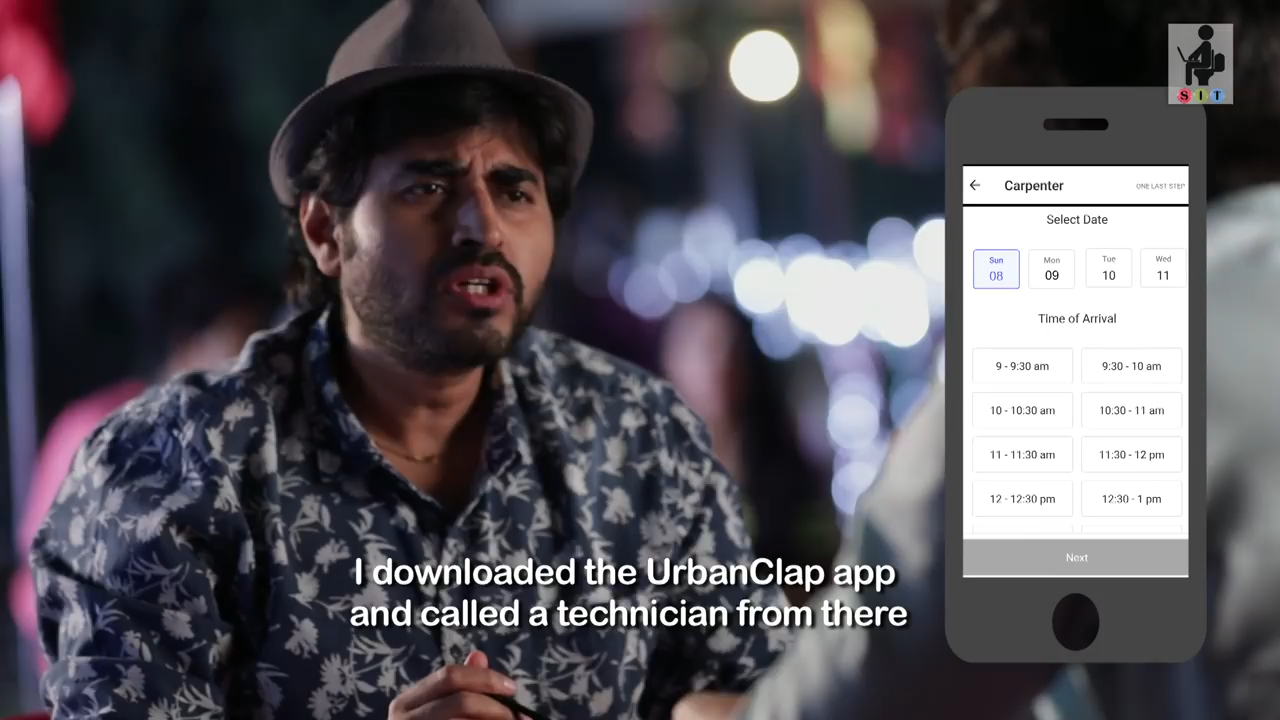 S I T
Carpenter
ONE LAST STEP
Select Date
Sun Mon Tue Wed
08 09 10 11
Time of Arrival
9 - 9:30 am 9:30 - 10 am
10 - 10:30 am 10:30 - 11 am
11 - 11:30 am 11:30 - 12 pm
12 - 12:30 pm 12:30 - 1 pm
Next
I downloaded the UrbanClap app
and called a technician from there